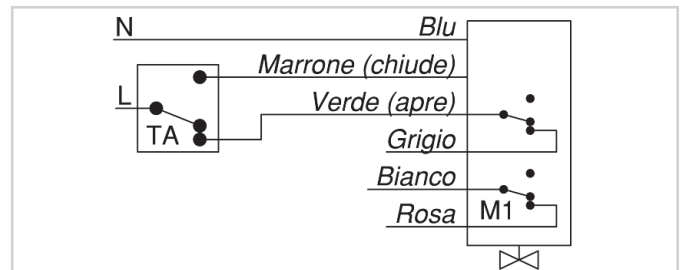 N Blu
Marrone (chiude)
L Verde (apre)
TA
Grigio
Bianco
Rosa M1